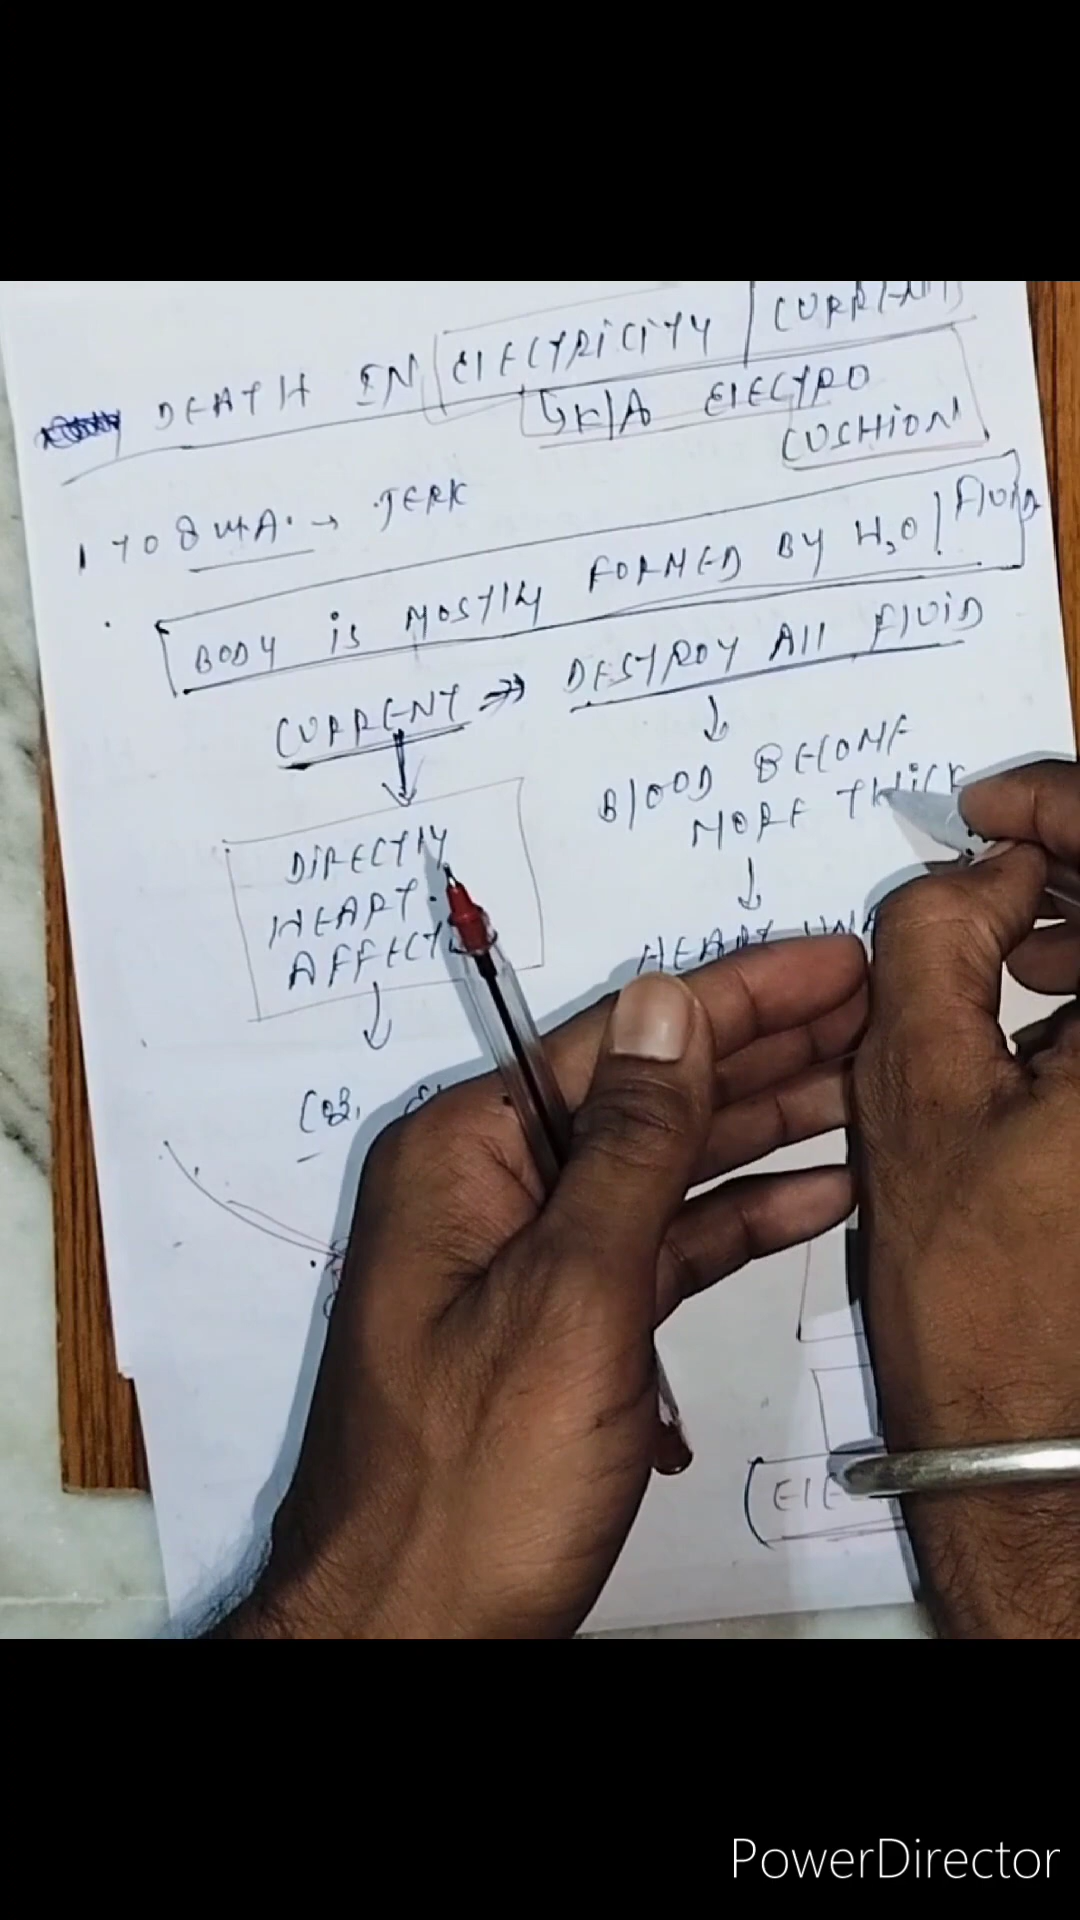 DEATH IN ElECTRiCiTY | CURRENT
↳K/A ElECTRO
CUSHION
1 TO 8 mA. → JERK
BODY is MOSTlY FORMED BY H2O | FlUiD
CURRENT ⇒ DESTROY All FlUiD
↓ ↓
BlOOD BECOME
MORE THiCK
DiRECTlY
HEART
AFFECT
↓ ↓
HEART
PowerDirector